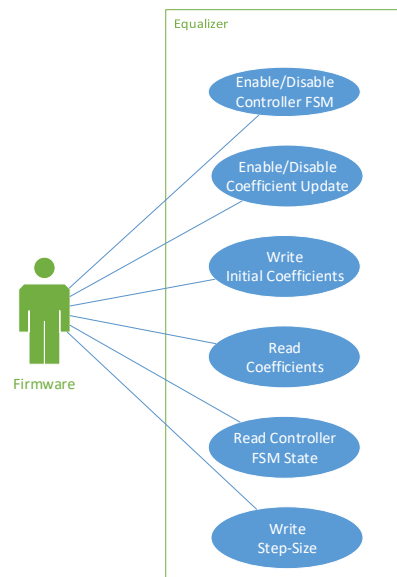 Equalizer
Enable/Disable
Controller FSM
Enable/Disable
Coefficient Update
Write
Initial Coefficients
Read
Coefficients
Firmware
Read Controller
FSM State
Write
Step-Size